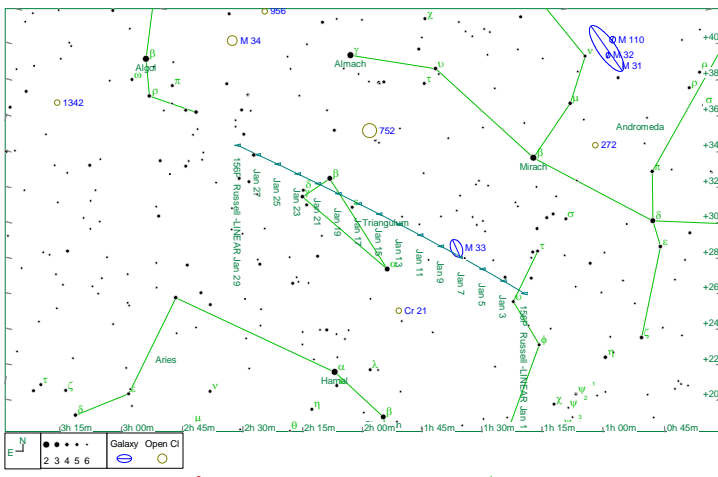 956
χ
M 34
M 110
+40
β
Algol
γ
Almach
M 32
γ
M 31
υ
ω
π
τ
+38
ρ
ρ
π
σ
1342
μ
+36
752
Andromeda
272
+34
β
Mirach
156P Russell-LINEAR Jan 29
Jan 27
Jan 25
Jan 23
Jan 21
Jan 19
Jan 17
Jan 15
Jan 13
Jan 11
Jan 9
Jan 7
Jan 5
Jan 3
156P Russell-LINEAR Jan 1
β
π
+32
δ
Triangulum
σ
δ
+30
M 33
τ
ε
+28
α
υ
+26
Cr 21
+24
φ
ζ
Aries
η
+22
α
Hamal
λ
τ
ζ
ε
ν
ψ 1
χ
ψ 2
+20
δ
μ
η
β
ψ 3
θ
η
3h 15m
3h 00m
2h 45m
2h 30m
2h 15m
2h 00m
1h 45m
1h 30m
1h 15m
1h 00m
0h 45m
N
E
2 3 4 5 6
Galaxy
Open Cl